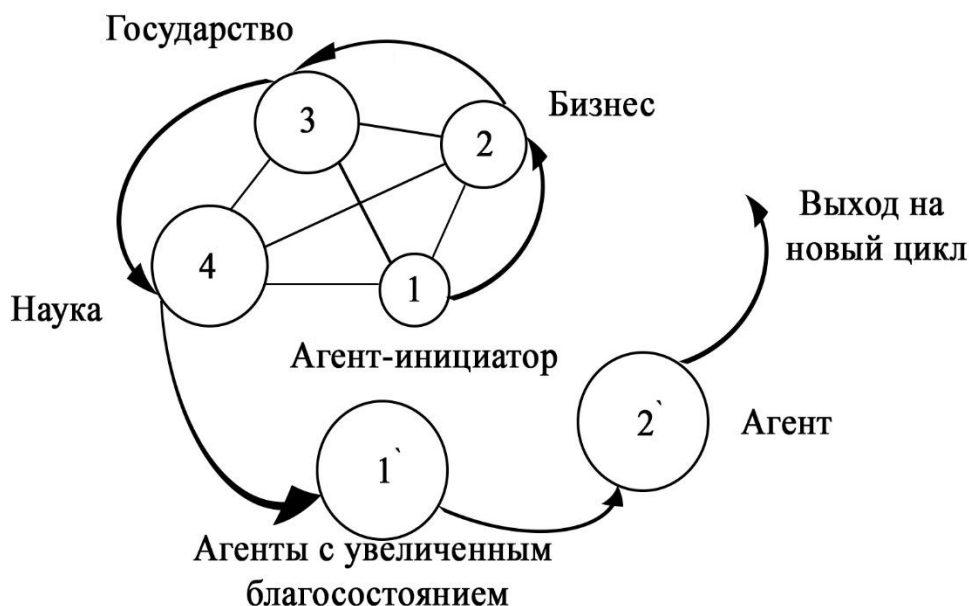 Государство
3
2
Бизнес
4
1
Выход на
новый цикл
Наука
Агент-инициатор
1`
2`
Агент
Агенты с увеличенным
благосостоянием